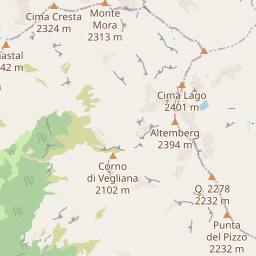 Cima Cresta
2324 m
Monte
Mora
2313 m
astal
42 m
Cima Lago
2401 m
Altemberg
2394 m
Corno
di Vegliana
2102 m
Q. 2278
2232 m
Punta
del Pizzo
2232 m